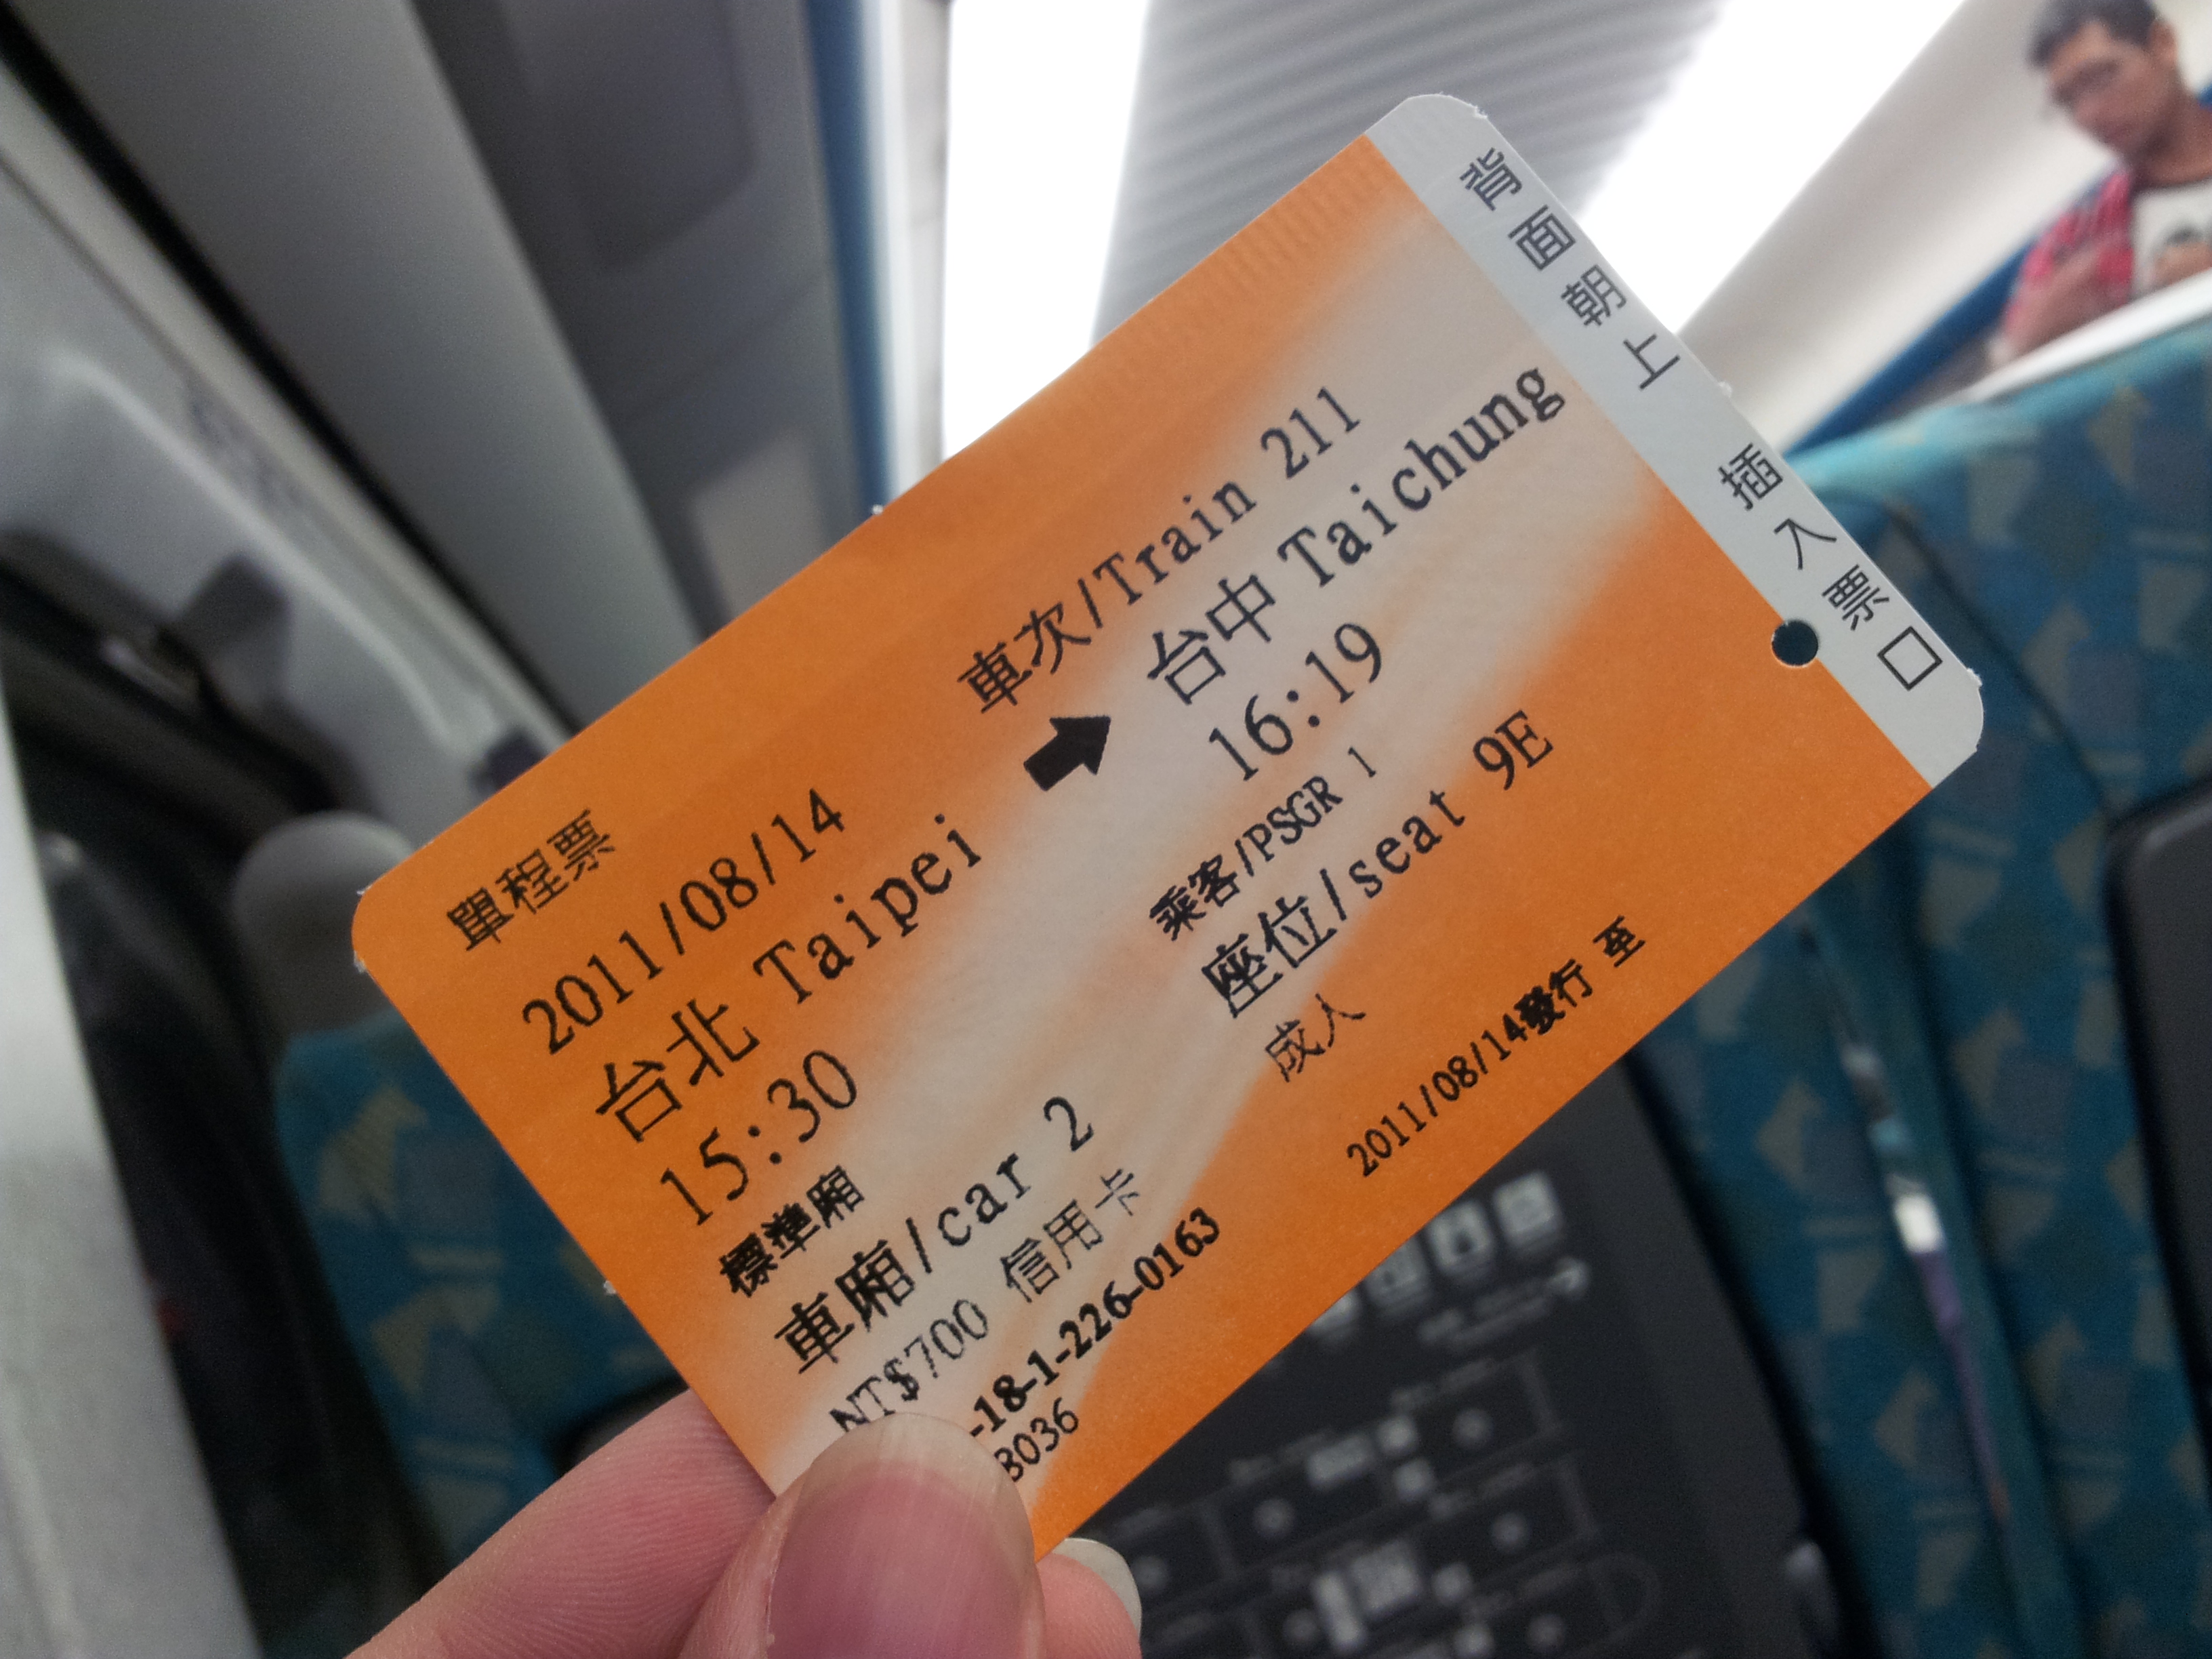 背面朝上 插入票口
單程票
2011/08/14 車次/Train 211
台北 Taipei → 台中 Taichung
15:30 16:19
標準廂 乘客/PSGR 1
車廂/car 2 座位/seat 9E
NT$700 信用卡 成人
-18-1-226-0163
3036 2011/08/14發行 至